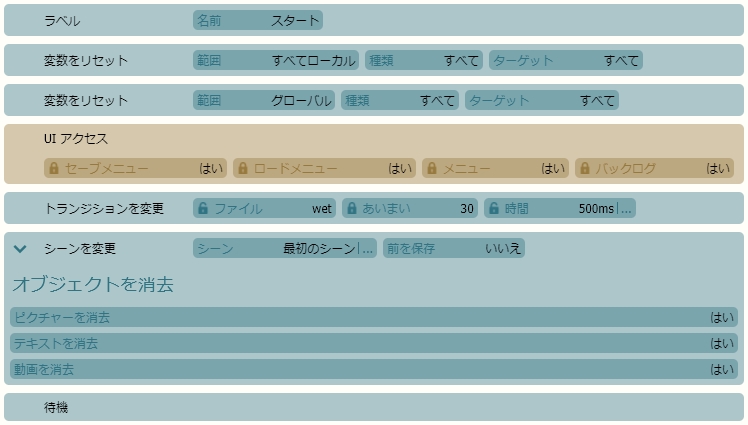 ラベル 名前 スタート
変数をリセット 範囲 すべてローカル 種類 すべて ターゲット すべて
変数をリセット 範囲 グローバル 種類 すべて ターゲット すべて
UI アクセス
セーブメニュー はい ロードメニュー はい メニュー はい バックログ はい
トランジションを変更 ファイル wet あいまい 30 時間 500ms|...
シーンを変更 シーン 最初のシーン|... 前を保存 いいえ
オブジェクトを消去
ピクチャーを消去 はい
テキストを消去 はい
動画を消去 はい
待機